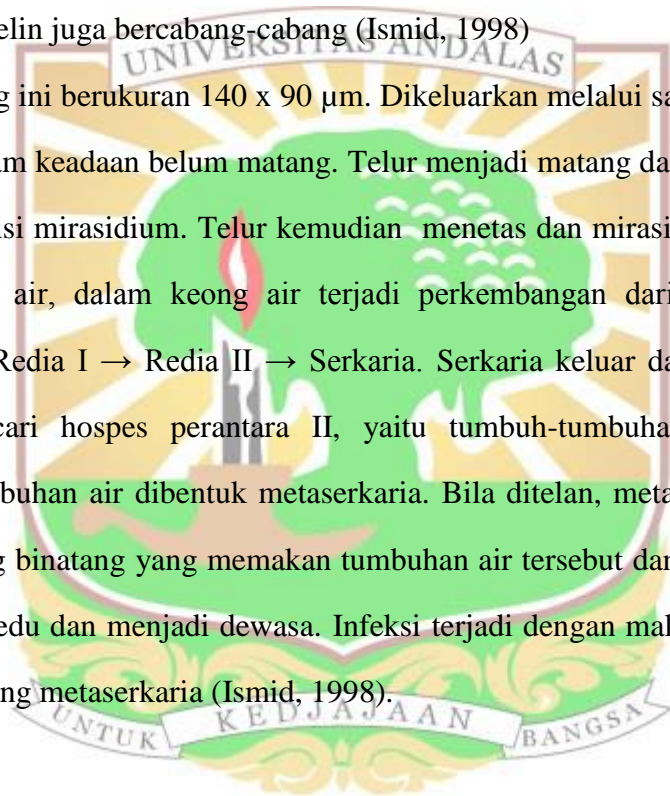 elin juga bercabang-cabang (Ismid, 1998)
UNIVERSITAS ANDALAS
g ini berukuran 140 x 90 µm. Dikeluarkan melalui sa
m keadaan belum matang. Telur menjadi matang da
isi mirasidium. Telur kemudian menetas dan mirasi
air, dalam keong air terjadi perkembangan dari
Redia I → Redia II → Serkaria. Serkaria keluar da
cari hospes perantara II, yaitu tumbuh-tumbuha
buhan air dibentuk metaserkaria. Bila ditelan, meta
g binatang yang memakan tumbuhan air tersebut dan
edu dan menjadi dewasa. Infeksi terjadi dengan mak
ng metaserkaria (Ismid, 1998).
UNTUK KEDJAJAAN BANGSA